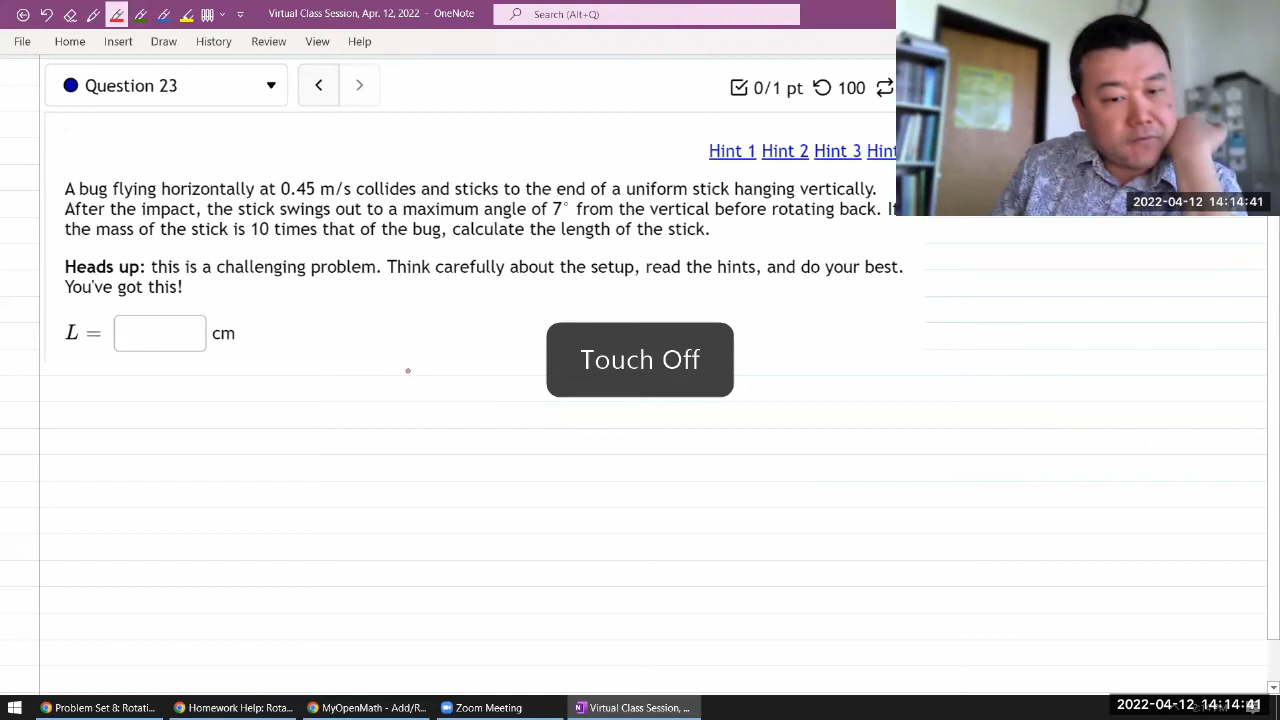 Virtual Class Session, Apr. 12, 2022 - OneNote
Search (Alt+Q)
File Home Insert Draw History Review View Help
Question 23
0/1 pt 100
Hint 1 Hint 2 Hint 3 Hint
A bug flying horizontally at 0.45 m/s collides and sticks to the end of a uniform stick hanging vertically.
After the impact, the stick swings out to a maximum angle of 7° from the vertical before rotating back. If
the mass of the stick is 10 times that of the bug, calculate the length of the stick.
Heads up: this is a challenging problem. Think carefully about the setup, read the hints, and do your best.
You've got this!
L = cm
Touch Off
2022-04-12 14:14:41
Problem Set & Rotati... Homework Help: Rota... MyOpenMath - Add/R... Zoom Meeting Virtual Class Session, ... 2022-04-12 14:14:41